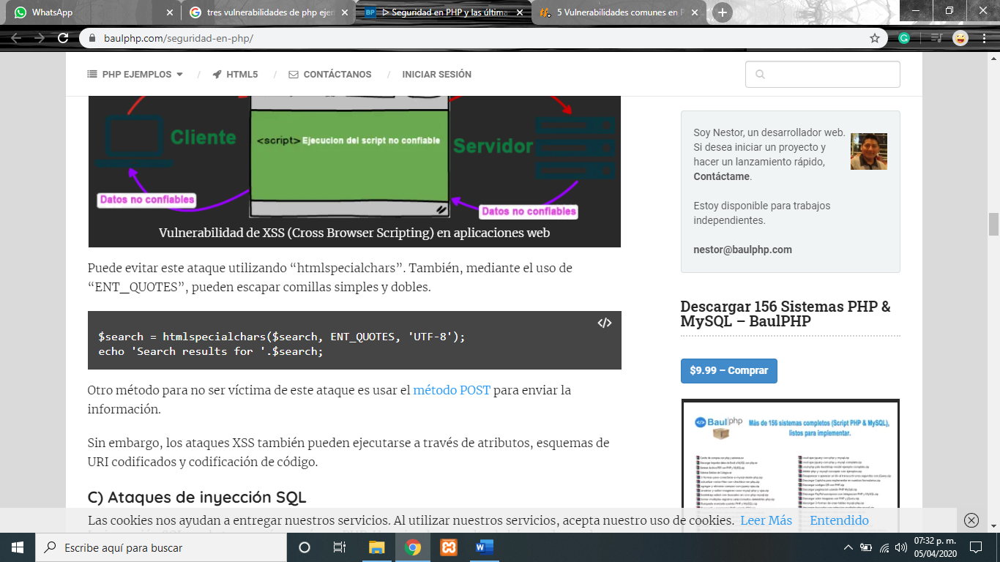 WhatsApp
tres vulnerabilidades de php ejem
ᐅ Seguridad en PHP y las última
5 Vulnerabilidades comunes en P
baulphp.com/seguridad-en-php/
PHP EJEMPLOS / HTML5 / CONTÁCTANOS / INICIAR SESIÓN
Cliente
<script> Ejecucion del script no confiable
Servidor
Datos no confiables
Datos no confiables
Vulnerabilidad de XSS (Cross Browser Scripting) en aplicaciones web
Puede evitar este ataque utilizando “htmlspecialchars”. También, mediante el uso de
“ENT_QUOTES”, pueden escapar comillas simples y dobles.
</>
$search = htmlspecialchars($search, ENT_QUOTES, 'UTF-8');
echo 'Search results for '.$search;
Otro método para no ser víctima de este ataque es usar el método POST para enviar la
información.
Sin embargo, los ataques XSS también pueden ejecutarse a través de atributos, esquemas de
URI codificados y codificación de código.
C) Ataques de inyección SQL
Soy Nestor, un desarrollador web.
Si desea iniciar un proyecto y
hacer un lanzamiento rápido,
Contáctame.
Estoy disponible para trabajos
independientes.
nestor@baulphp.com
Descargar 156 Sistemas PHP &
MySQL – BaulPHP
$9.99 – Comprar
Baul php
Más de 156 sistemas completos (Script PHP & MySQL),
listos para implementar.
Las cookies nos ayudan a entregar nuestros servicios. Al utilizar nuestros servicios, acepta nuestro uso de cookies. Leer Más Entendido
Escribe aquí para buscar
07:32 p. m.
05/04/2020